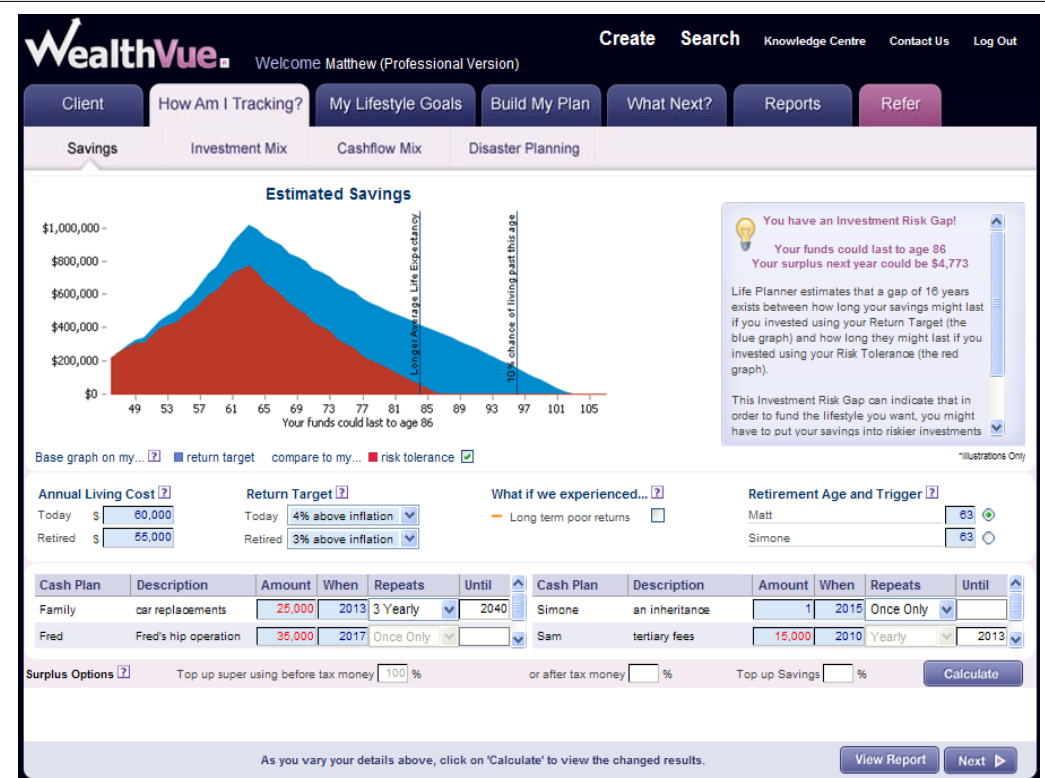 WealthVue.
Welcome Matthew (Professional Version)
Create Search Knowledge Centre Contact Us Log Out
Client How Am I Tracking? My Lifestyle Goals Build My Plan What Next? Reports Refer
Savings Investment Mix Cashflow Mix Disaster Planning
Estimated Savings
$1,000,000
$800,000
$600,000
$400,000
$200,000
$0
Longer Average Life Expectancy
10% chance of living past this age
49 53 57 61 65 69 73 77 81 85 89 93 97 101 105
Your funds could last to age 86
You have an Investment Risk Gap!
Your funds could last to age 86
Your surplus next year could be $4,773
Life Planner estimates that a gap of 16 years
exists between how long your savings might last
if you invested using your Return Target (the
blue graph) and how long they might last if you
invested using your Risk Tolerance (the red
graph).
This Investment Risk Gap can indicate that in
order to fund the lifestyle you want, you might
have to put your savings into riskier investments
Base graph on my... ? return target compare to my... risk tolerance
*Illustrations Only
Annual Living Cost ? Return Target ? What if we experienced... ? Retirement Age and Trigger ?
Today $ 60,000 Today 4% above inflation Long term poor returns Matt 63
Retired $ 55,000 Retired 3% above inflation Simone 63
Cash Plan Description Amount When Repeats Until Cash Plan Description Amount When Repeats Until
Family car replacements 25,000 2013 3 Yearly 2040 Simone an inheritance 1 2015 Once Only
Fred Fred's hip operation 35,000 2017 Once Only Sam tertiary fees 15,000 2010 Yearly 2013
Surplus Options ? Top up super using before tax money 100 % or after tax money % Top up Savings % Calculate
As you vary your details above, click on 'Calculate' to view the changed results. View Report Next